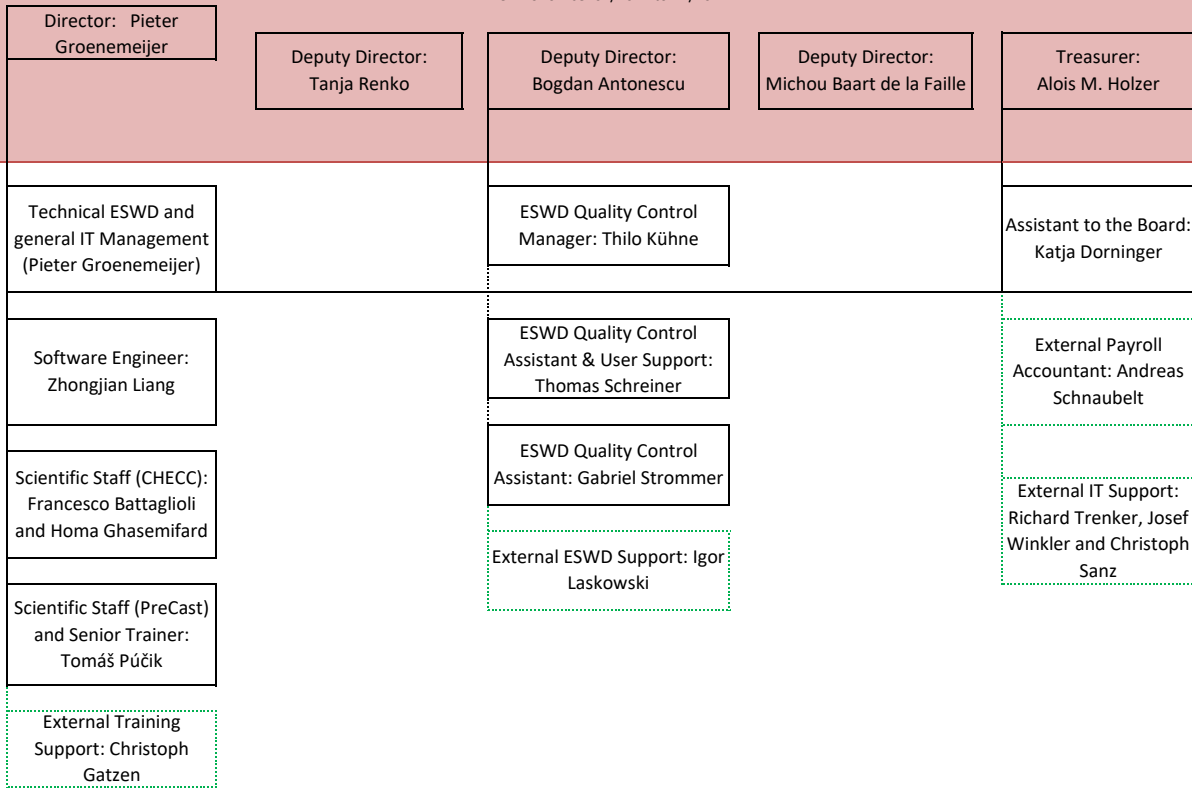 Director: Pieter
Groenemeijer
Deputy Director:
Tanja Renko
Deputy Director:
Bogdan Antonescu
Deputy Director:
Michou Baart de la Faille
Treasurer:
Alois M. Holzer
Technical ESWD and
general IT Management
(Pieter Groenemeijer)
ESWD Quality Control
Manager: Thilo Kühne
Assistant to the Board:
Katja Dorninger
Software Engineer:
Zhongjian Liang
ESWD Quality Control
Assistant & User Support:
Thomas Schreiner
External Payroll
Accountant: Andreas
Schnaubelt
Scientific Staff (CHECC):
Francesco Battaglioli
and Homa Ghasemifard
ESWD Quality Control
Assistant: Gabriel Strommer
External IT Support:
Richard Trenker, Josef
Winkler and Christoph
Sanz
External ESWD Support: Igor
Laskowski
Scientific Staff (PreCast)
and Senior Trainer:
Tomáš Púčik
External Training
Support: Christoph
Gatzen